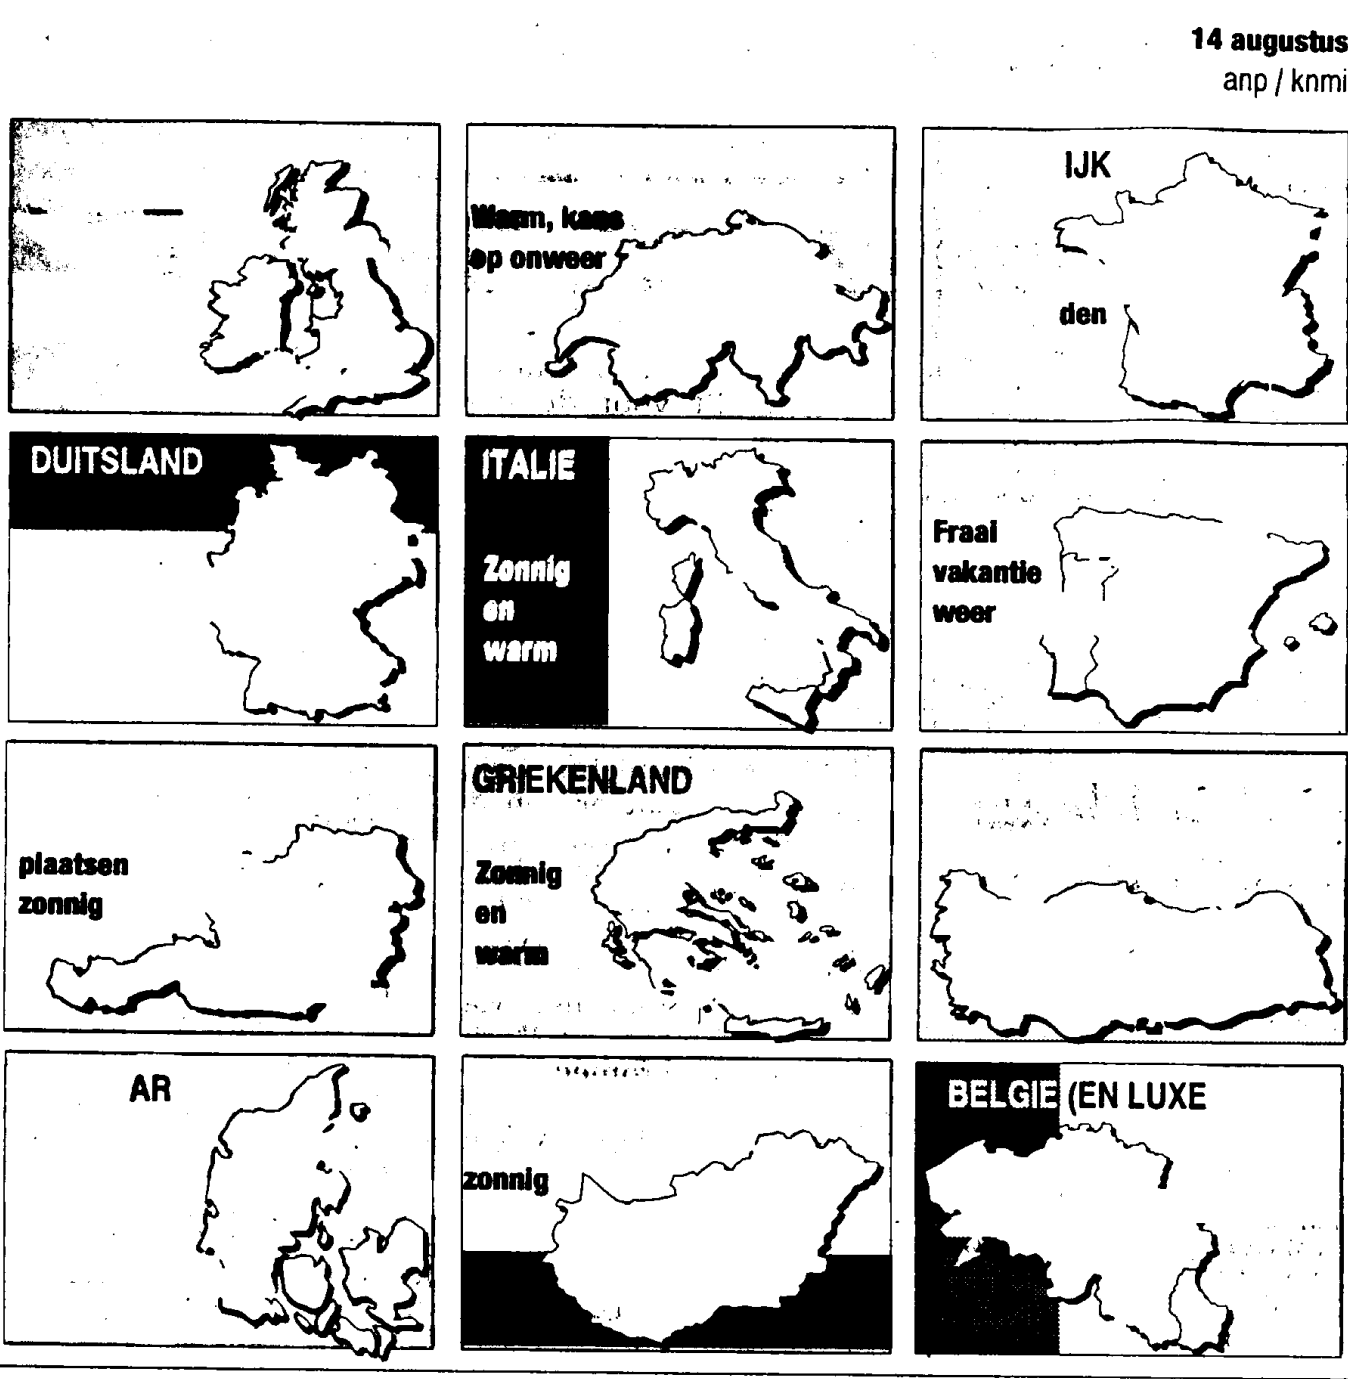 14 augustus
anp / knmi
Warm, kans
op onweer
IJK
den
DUITSLAND
ITALIE
Zonnig
en
warm
Fraai
vakantie
weer
plaatsen
zonnig
GRIEKENLAND
Zonnig
en
warm
AR
zonnig
BELGIE (EN LUXE